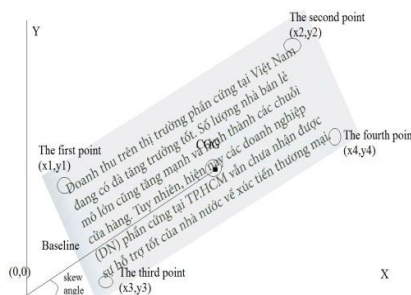 Y
The second point
(x2,y2)
Doanh thu trên thị trường phần cứng tại Việt Nam
đang có đà tăng trưởng tốt. Số lượng nhà bán lẻ
mô lớn cũng tăng mạnh và hình thành các chuỗi
cửa hàng. Tuy nhiên, hiện nay các doanh nghiệp
(DN) phần cứng tại TP.HCM vẫn chưa nhận được
sự hỗ trợ tốt của nhà nước về xúc tiến thương mại,
COG
The first point
(x1,y1)
The fourth point
(x4,y4)
Baseline
(0,0)
skew
angle
The third point
(x3,y3)
X